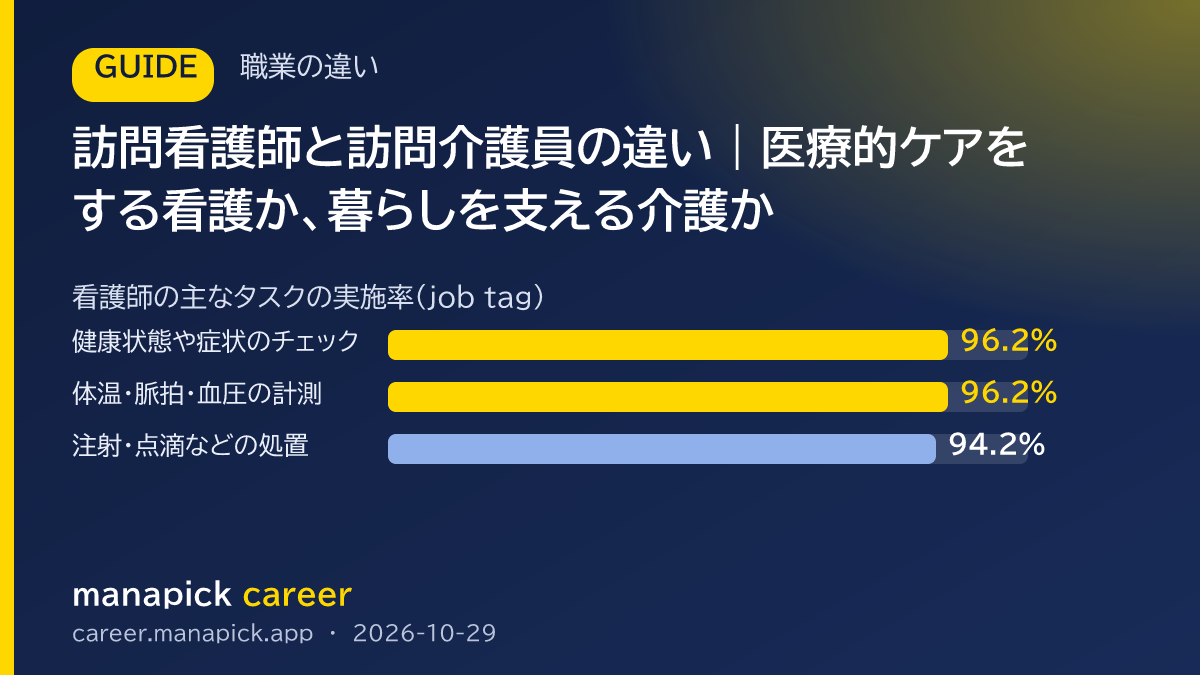 GUIDE 職業の違い
訪問看護師と訪問介護員の違い｜医療的ケアを
する看護か、暮らしを支える介護か
看護師の主なタスクの実施率（job tag）
健康状態や症状のチェック 96.2%
体温・脈拍・血圧の計測 96.2%
注射・点滴などの処置 94.2%
manapick career
career.manapick.app ・ 2026-10-29